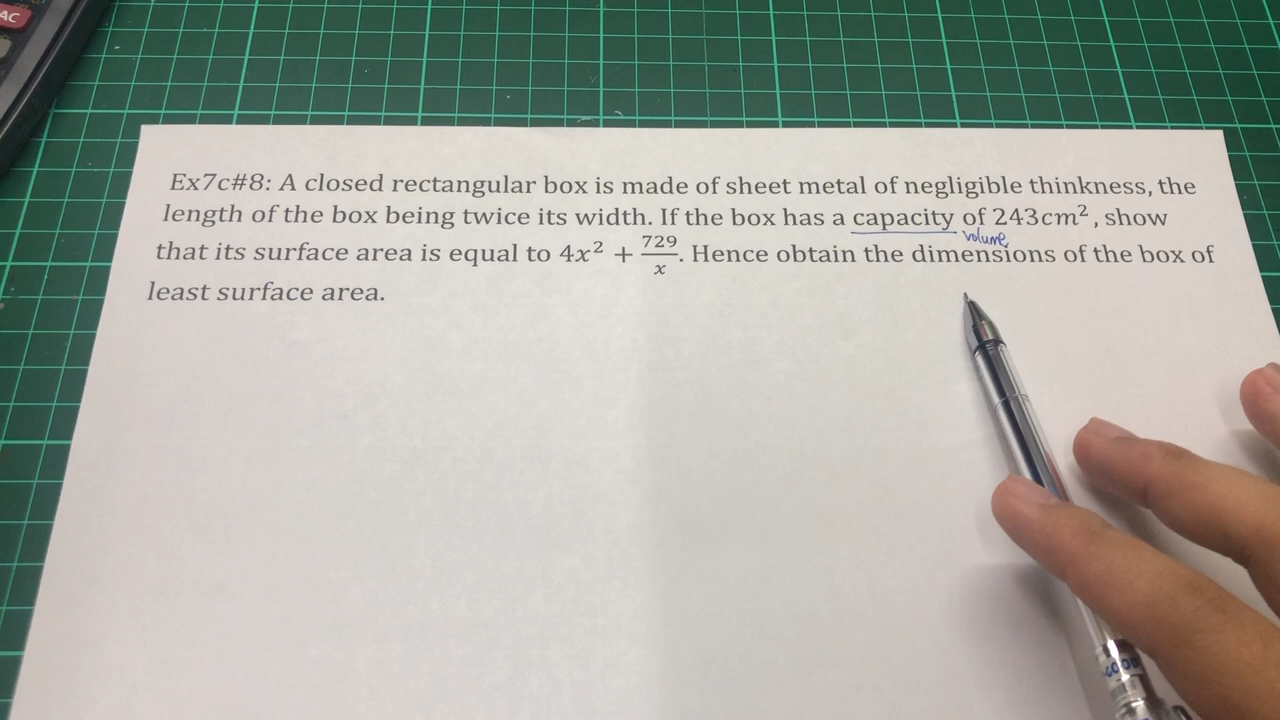 AC
Ex7c#8: A closed rectangular box is made of sheet metal of negligible thinkness, the
length of the box being twice its width. If the box has a capacity of 243cm², show
volume
that its surface area is equal to 4x² + 729/x. Hence obtain the dimensions of the box of
least surface area.